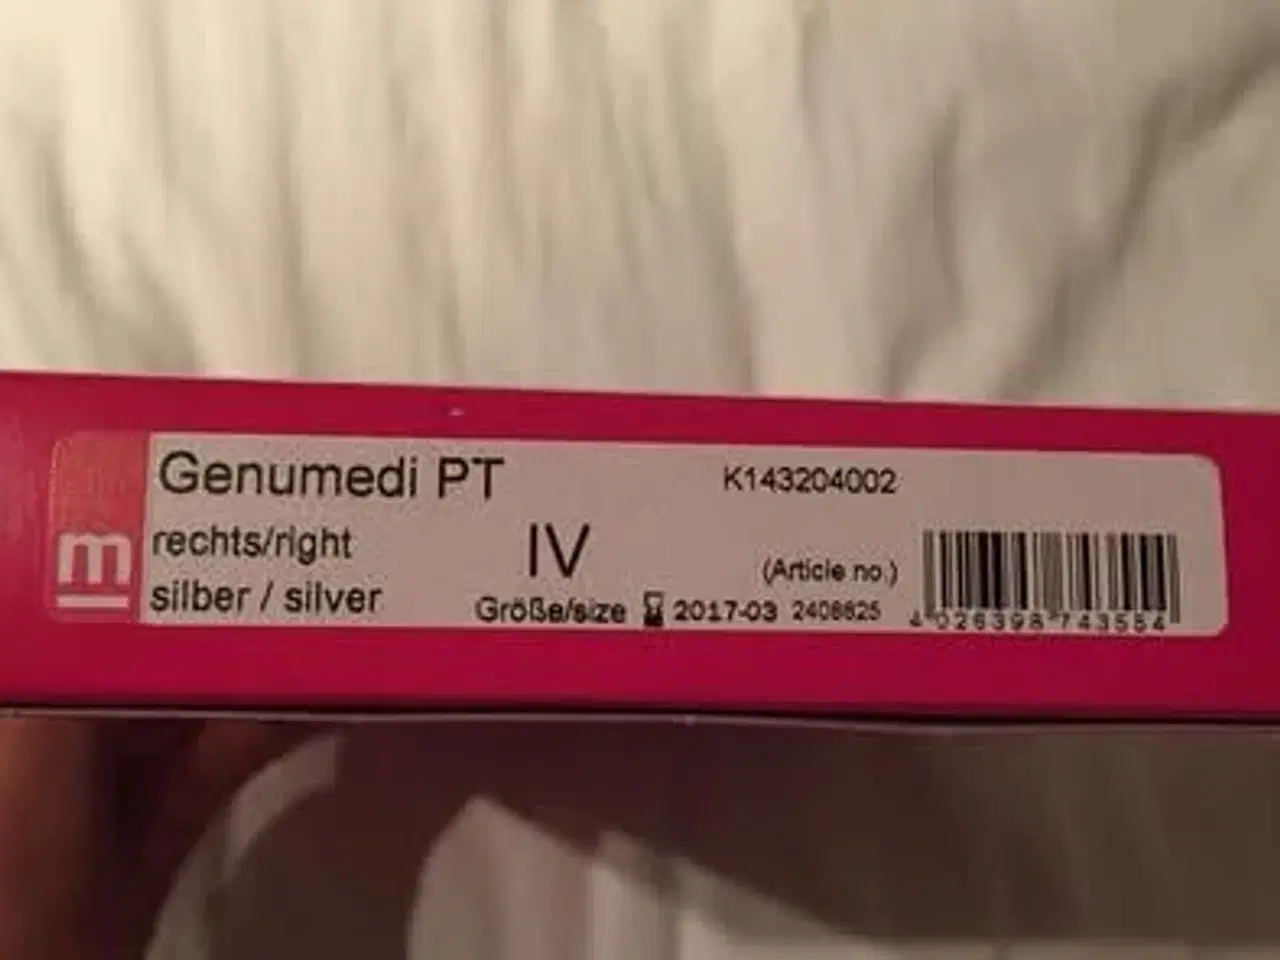 Genumedi PT
K143204002
rechts/right
IV
(Article no.)
silber / silver
Größe/size
2017-03 2408825
4 026398 743584
m